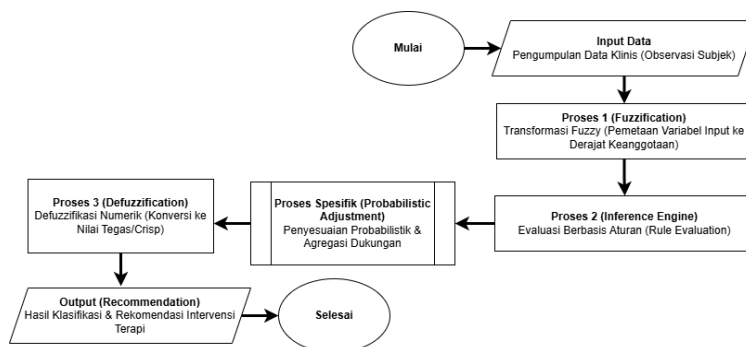 Mulai
Input Data
Pengumpulan Data Klinis (Observasi Subjek)
Proses 1 (Fuzzification)
Transformasi Fuzzy (Pemetaan Variabel Input ke
Derajat Keanggotaan)
Proses 2 (Inference Engine)
Evaluasi Berbasis Aturan (Rule Evaluation)
Proses Spesifik (Probabilistic
Adjustment)
Penyesuaian Probabilistik &
Agregasi Dukungan
Proses 3 (Defuzzification)
Defuzzifikasi Numerik (Konversi ke
Nilai Tegas/Crisp)
Output (Recommendation)
Hasil Klasifikasi & Rekomendasi Intervensi
Terapi
Selesai